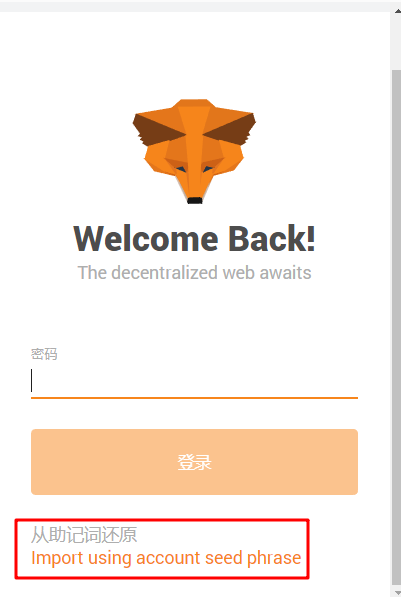 Welcome Back!
The decentralized web awaits
密码
登录
从助记词还原
Import using account seed phrase